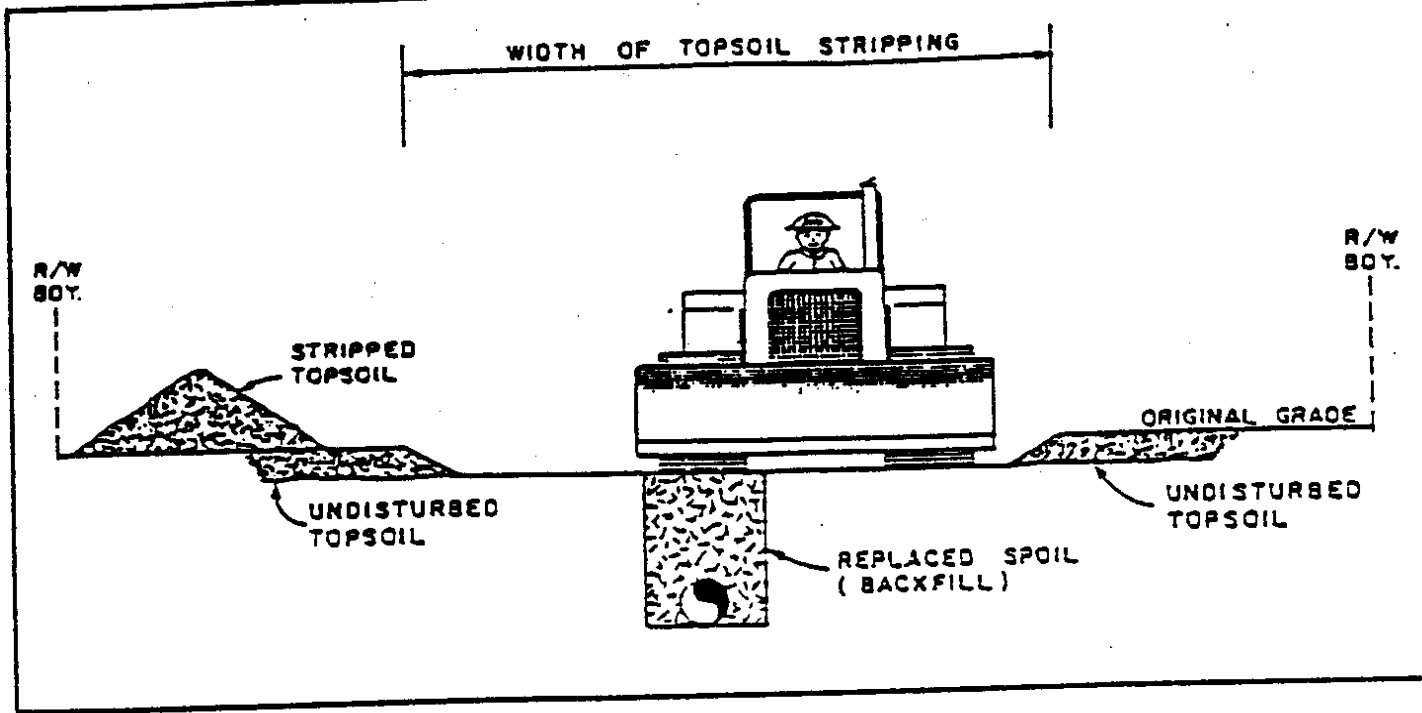 WIDTH OF TOPSOIL STRIPPING
R/W
BDY.
R/W
BDY.
STRIPPED
TOPSOIL
ORIGINAL GRADE
UNDISTURBED
TOPSOIL
UNDISTURBED
TOPSOIL
REPLACED SPOIL
( BACKFILL )